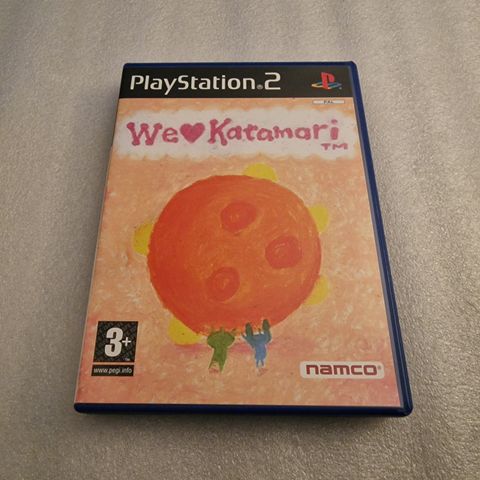 PlayStation®2
PAL
We♥Katamari
TM
3+
www.pegi.info
namco®